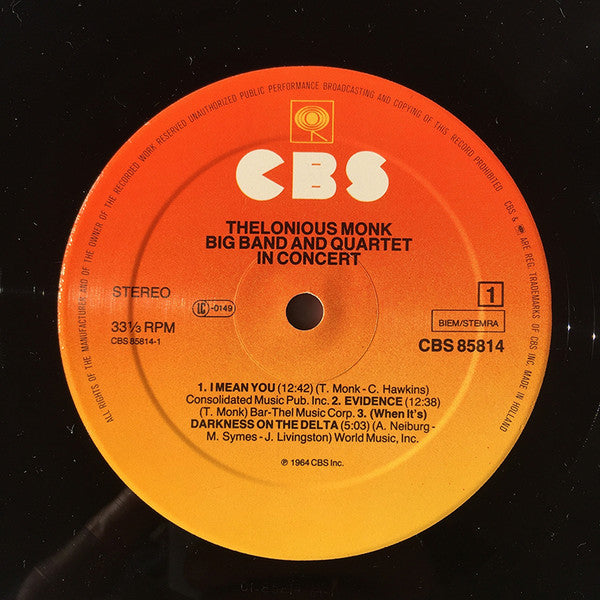 ALL RIGHTS OF THE MANUFACTURER AND OF THE OWNER OF THE RECORDED WORK RESERVED UNAUTHORIZED PUBLIC PERFORMANCE BROADCASTING AND COPYING OF THIS RECORD PROHIBITED
CBS & ARE REG. TRADEMARKS OF CBS INC. MADE IN HOLLAND
CBS
THELONIOUS MONK
BIG BAND AND QUARTET
IN CONCERT
STEREO
LC-0149
1
33⅓ RPM
BIEM/STEMRA
CBS 85814-1
CBS 85814
1. I MEAN YOU (12:42) (T. Monk - C. Hawkins)
Consolidated Music Pub. Inc. 2. EVIDENCE (12:38)
(T. Monk) Bar-Thel Music Corp. 3. (When It's)
DARKNESS ON THE DELTA (5:03) (A. Neiburg -
M. Symes - J. Livingston) World Music, Inc.
℗ 1964 CBS Inc.